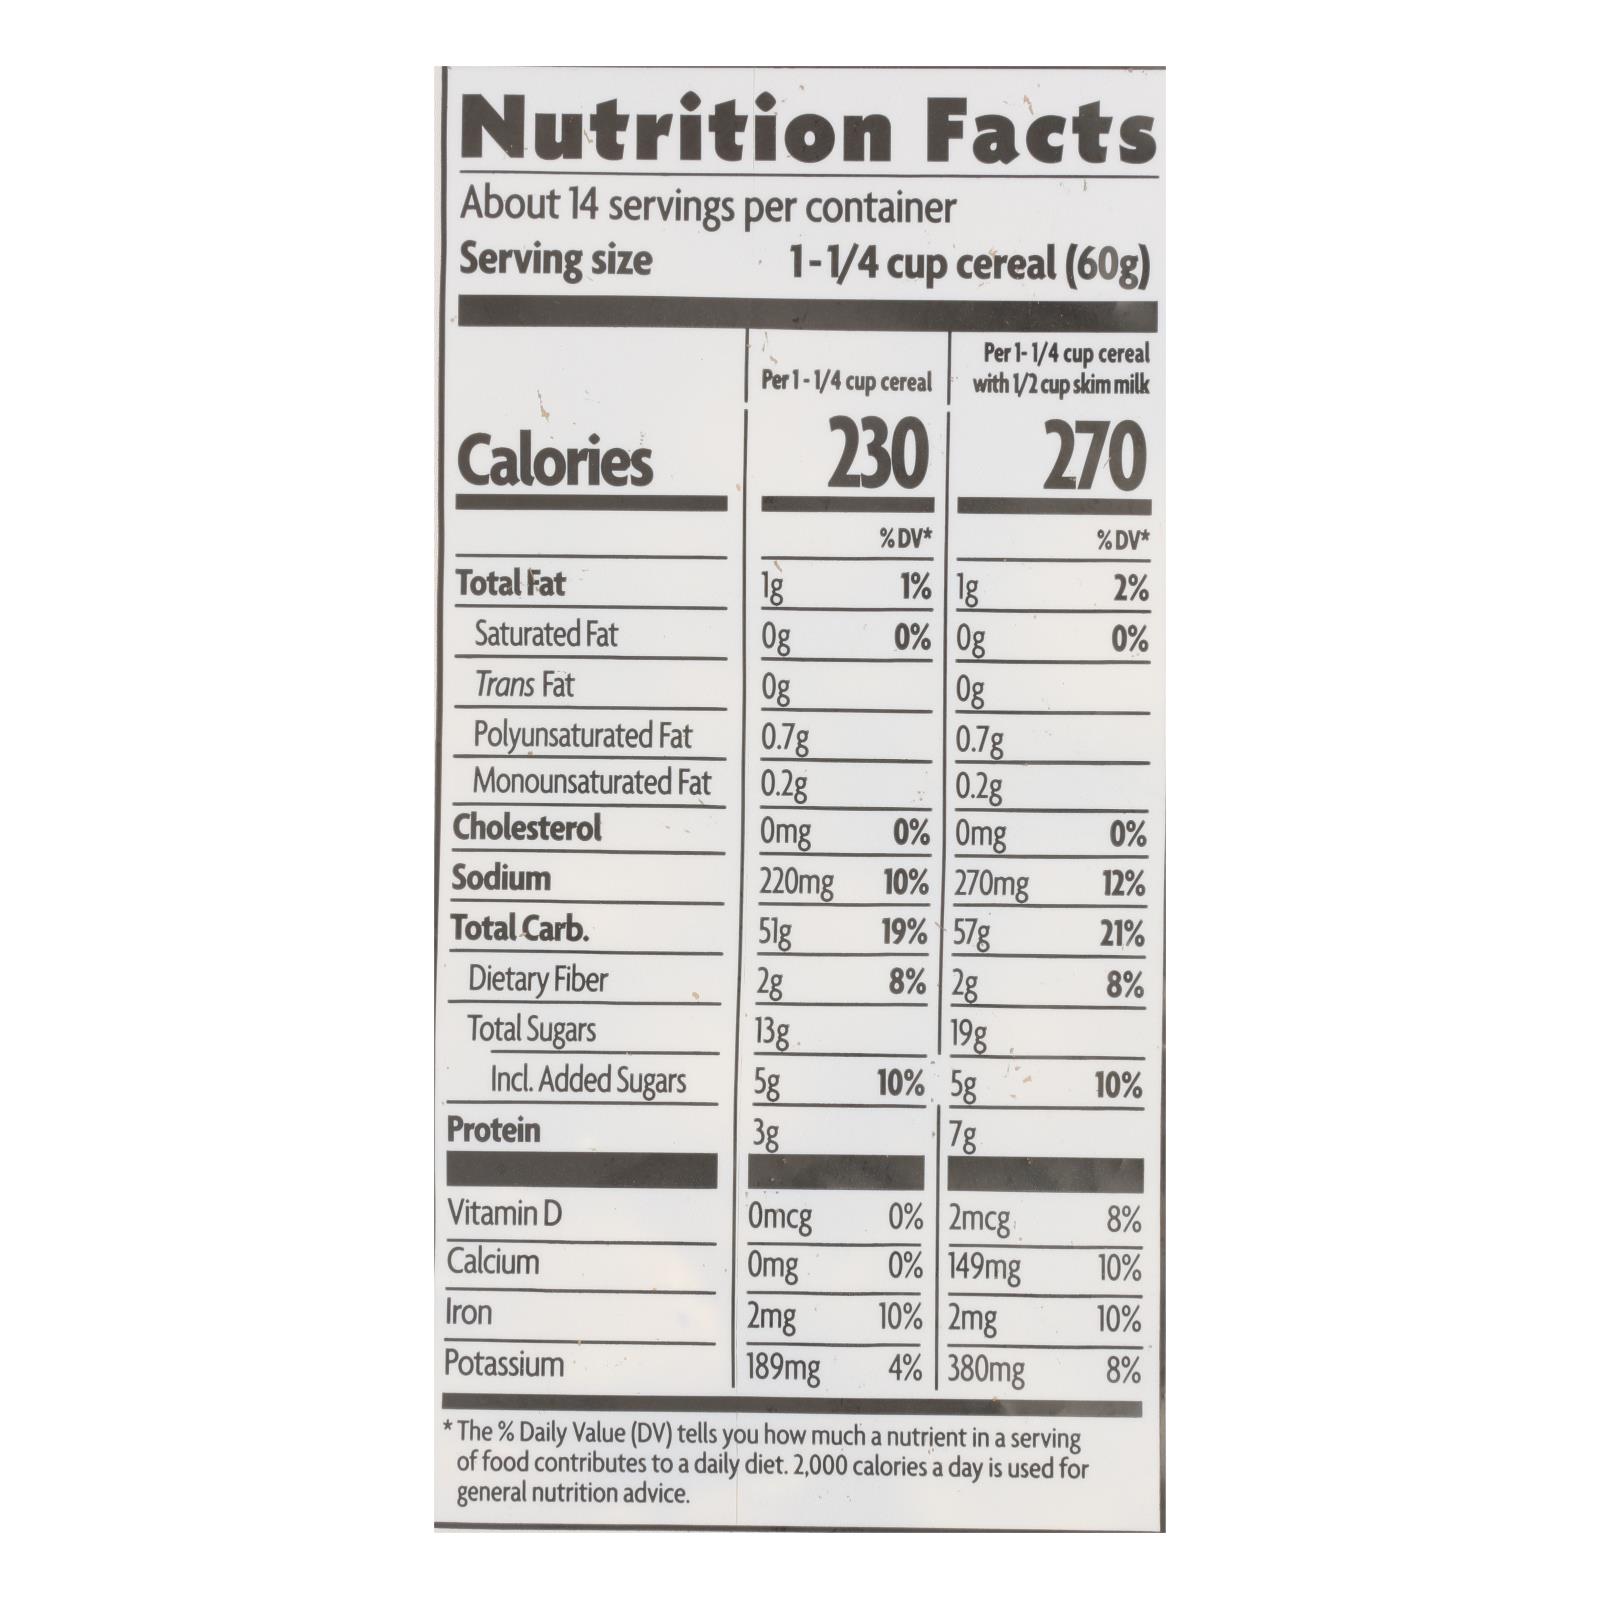 Nutrition Facts
About 14 servings per container
Serving size 1-1/4 cup cereal (60g)
Per 1-1/4 cup cereal
Per 1-1/4 cup cereal
with 1/2 cup skim milk
Calories 230 270
% DV* % DV*
Total Fat 1g 1% 1g 2%
Saturated Fat 0g 0% 0g 0%
Trans Fat 0g 0g
Polyunsaturated Fat 0.7g 0.7g
Monounsaturated Fat 0.2g 0.2g
Cholesterol 0mg 0% 0mg 0%
Sodium 220mg 10% 270mg 12%
Total Carb. 51g 19% 57g 21%
Dietary Fiber 2g 8% 2g 8%
Total Sugars 13g 19g
Incl. Added Sugars 5g 10% 5g 10%
Protein 3g 7g
Vitamin D 0mcg 0% 2mcg 8%
Calcium 0mg 0% 149mg 10%
Iron 2mg 10% 2mg 10%
Potassium 189mg 4% 380mg 8%
* The % Daily Value (DV) tells you how much a nutrient in a serving
of food contributes to a daily diet. 2,000 calories a day is used for
general nutrition advice.